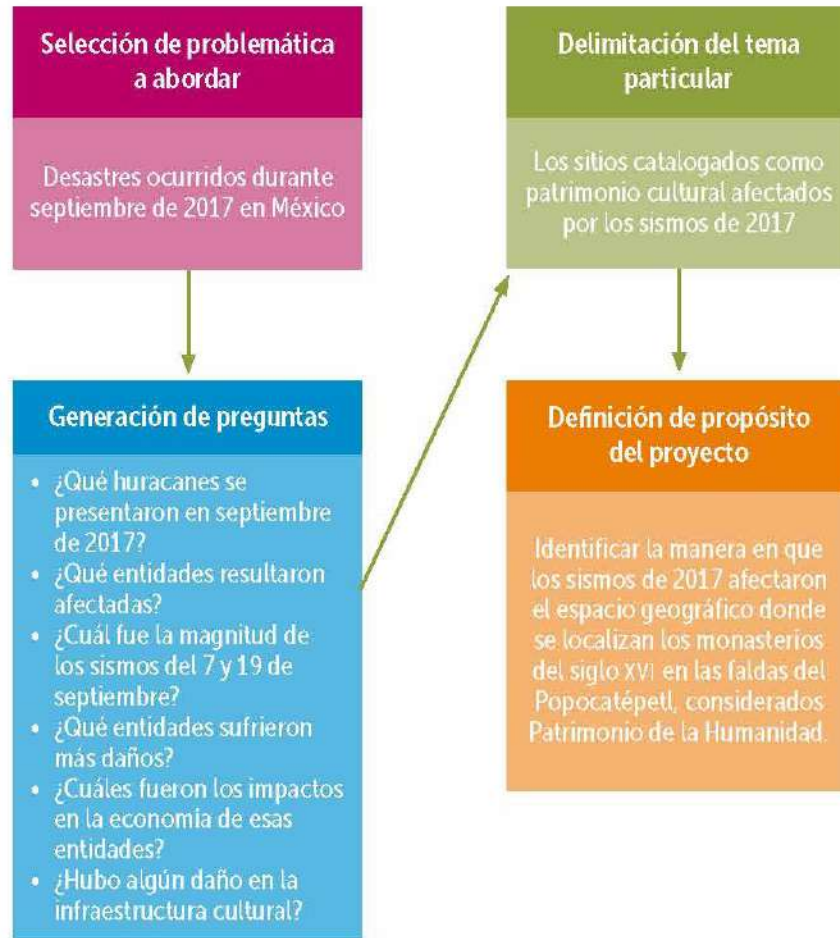 Selección de problemática
a abordar
Desastres ocurridos durante
septiembre de 2017 en México
Generación de preguntas
• ¿Qué huracanes se
presentaron en septiembre
de 2017?
• ¿Qué entidades resultaron
afectadas?
• ¿Cuál fue la magnitud de
los sismos del 7 y 19 de
septiembre?
• ¿Qué entidades sufrieron
más daños?
• ¿Cuáles fueron los impactos
en la economía de esas
entidades?
• ¿Hubo algún daño en la
infraestructura cultural?
Delimitación del tema
particular
Los sitios catalogados como
patrimonio cultural afectados
por los sismos de 2017
Definición de propósito
del proyecto
Identificar la manera en que
los sismos de 2017 afectaron
el espacio geográfico donde
se localizan los monasterios
del siglo XVI en las faldas del
Popocatépetl, considerados
Patrimonio de la Humanidad.